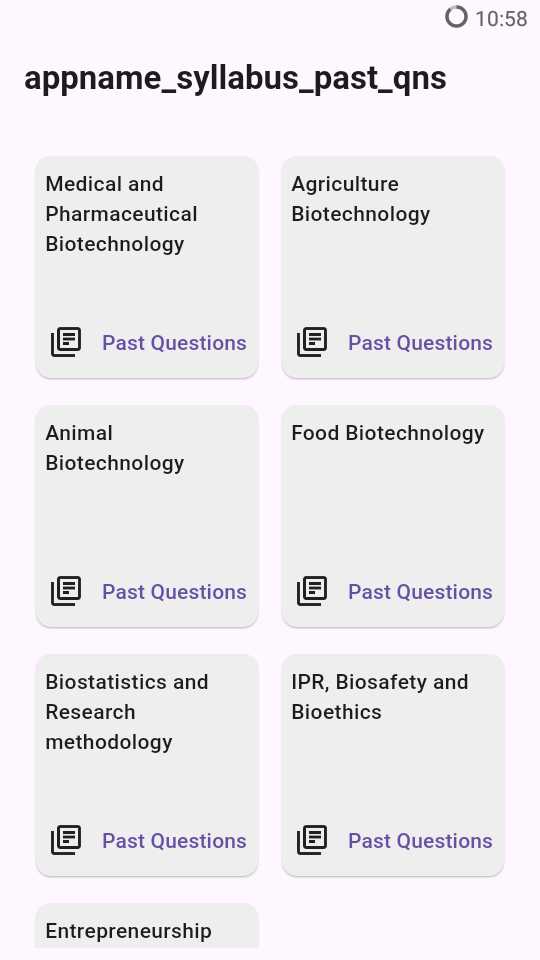 10:58
appname_syllabus_past_qns
Medical and
Pharmaceutical
Biotechnology
Past Questions
Agriculture
Biotechnology
Past Questions
Animal
Biotechnology
Past Questions
Food Biotechnology
Past Questions
Biostatistics and
Research
methodology
Past Questions
IPR, Biosafety and
Bioethics
Past Questions
Entrepreneurship